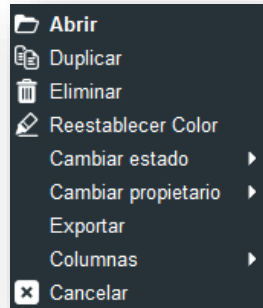 Abrir
Duplicar
Eliminar
Reestablecer Color
Cambiar estado
Cambiar propietario
Exportar
Columnas
Cancelar